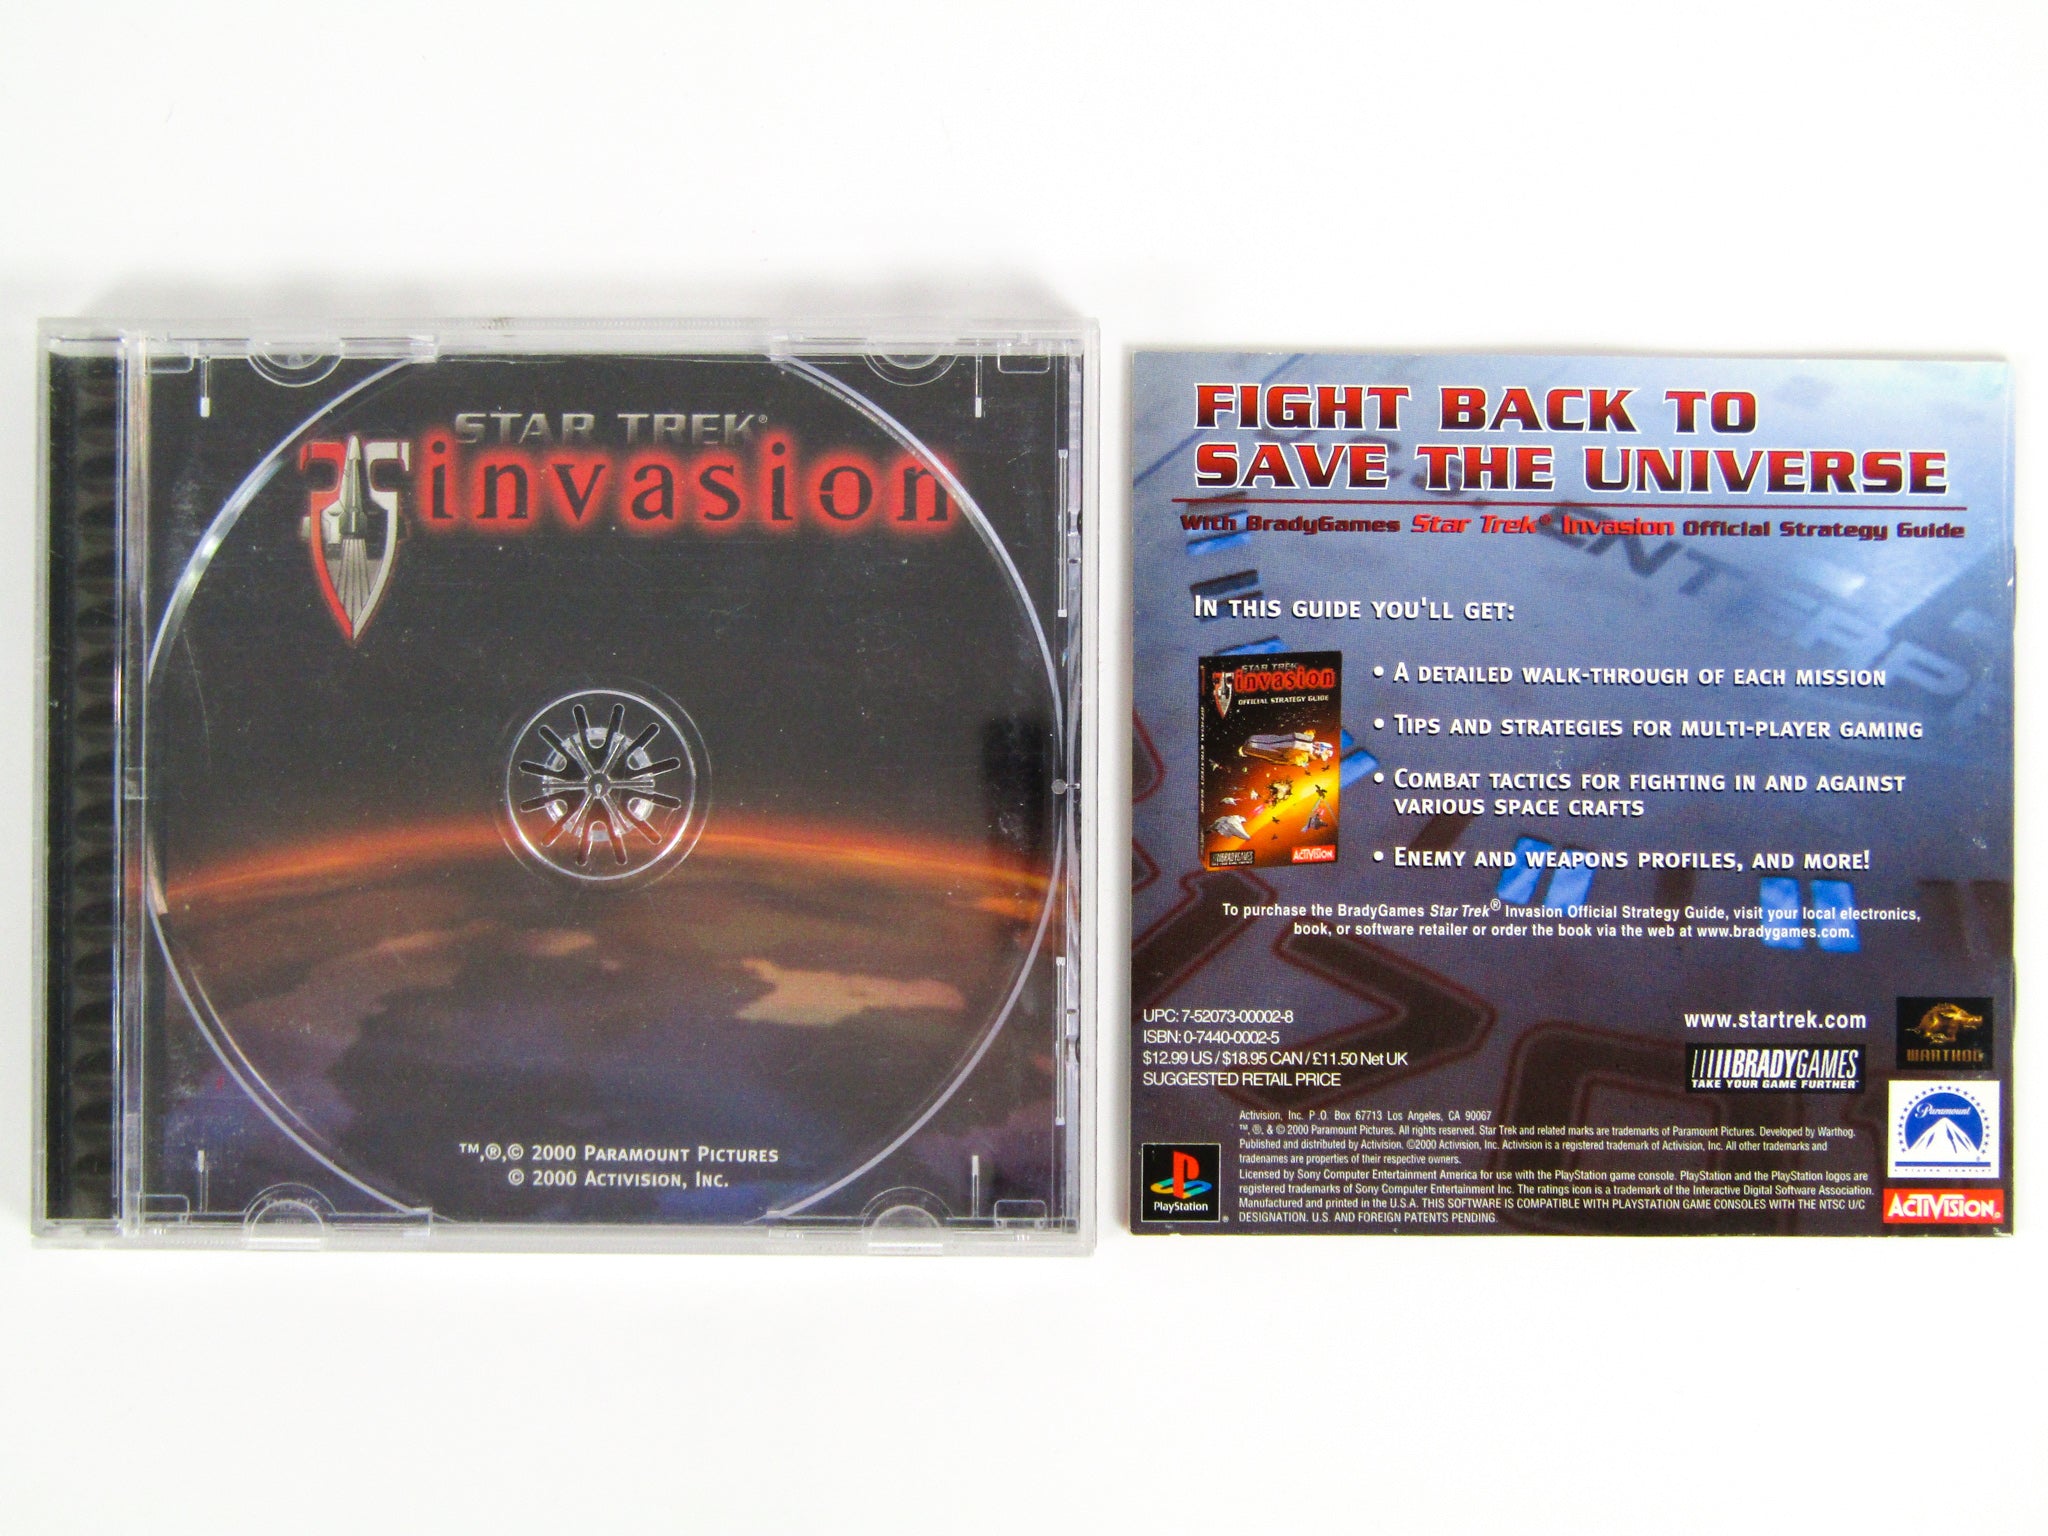 STAR TREK®
invasion
™,®,© 2000 PARAMOUNT PICTURES
© 2000 ACTIVISION, INC.
FIGHT BACK TO
SAVE THE UNIVERSE
With BradyGames Star Trek® Invasion Official Strategy Guide
IN THIS GUIDE YOU'LL GET:
STAR TREK
invasion
OFFICIAL STRATEGY GUIDE
BRADYGAMES
ACTIVISION
• A DETAILED WALK-THROUGH OF EACH MISSION
• TIPS AND STRATEGIES FOR MULTI-PLAYER GAMING
• COMBAT TACTICS FOR FIGHTING IN AND AGAINST
VARIOUS SPACE CRAFTS
• ENEMY AND WEAPONS PROFILES, AND MORE!
To purchase the BradyGames Star Trek® Invasion Official Strategy Guide, visit your local electronics,
book, or software retailer or order the book via the web at www.bradygames.com.
UPC: 7-52073-00002-8
ISBN: 0-7440-0002-5
$12.99 US / $18.95 CAN / £11.50 Net UK
SUGGESTED RETAIL PRICE
www.startrek.com
BRADYGAMES
TAKE YOUR GAME FURTHER™
WARTHOG
Paramount
ACTIVISION®
PlayStation®
Activision, Inc. P.O. Box 67713 Los Angeles, CA 90067
™, ®, & © 2000 Paramount Pictures. All rights reserved. Star Trek and related marks are trademarks of Paramount Pictures. Developed by Warthog.
Published and distributed by Activision. ©2000 Activision, Inc. Activision is a registered trademark of Activision, Inc. All other trademarks and
tradenames are properties of their respective owners.
Licensed by Sony Computer Entertainment America for use with the PlayStation game console. PlayStation and the PlayStation logos are
registered trademarks of Sony Computer Entertainment Inc. The ratings icon is a trademark of the Interactive Digital Software Association.
Manufactured and printed in the U.S.A. THIS SOFTWARE IS COMPATIBLE WITH PLAYSTATION GAME CONSOLES WITH THE NTSC U/C
DESIGNATION. U.S. AND FOREIGN PATENTS PENDING.